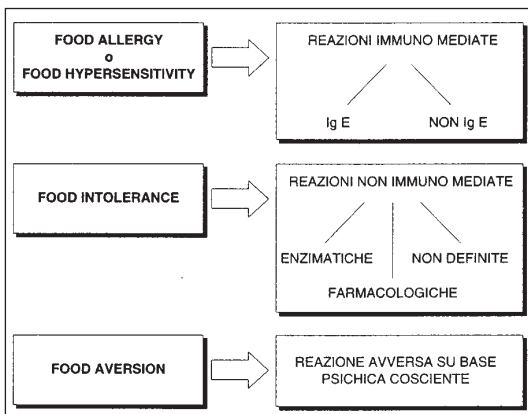 FOOD ALLERGY
o
FOOD HYPERSENSITIVITY
REAZIONI IMMUNO MEDIATE
Ig E
NON Ig E
FOOD INTOLERANCE
REAZIONI NON IMMUNO MEDIATE
ENZIMATICHE
NON DEFINITE
FARMACOLOGICHE
FOOD AVERSION
REAZIONE AVVERSA SU BASE
PSICHICA COSCIENTE